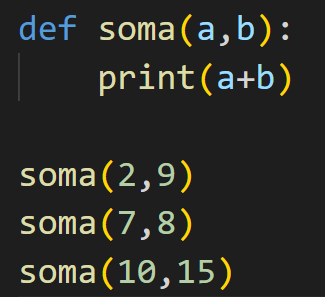 def soma(a,b):
    print(a+b)

soma(2,9)
soma(7,8)
soma(10,15)